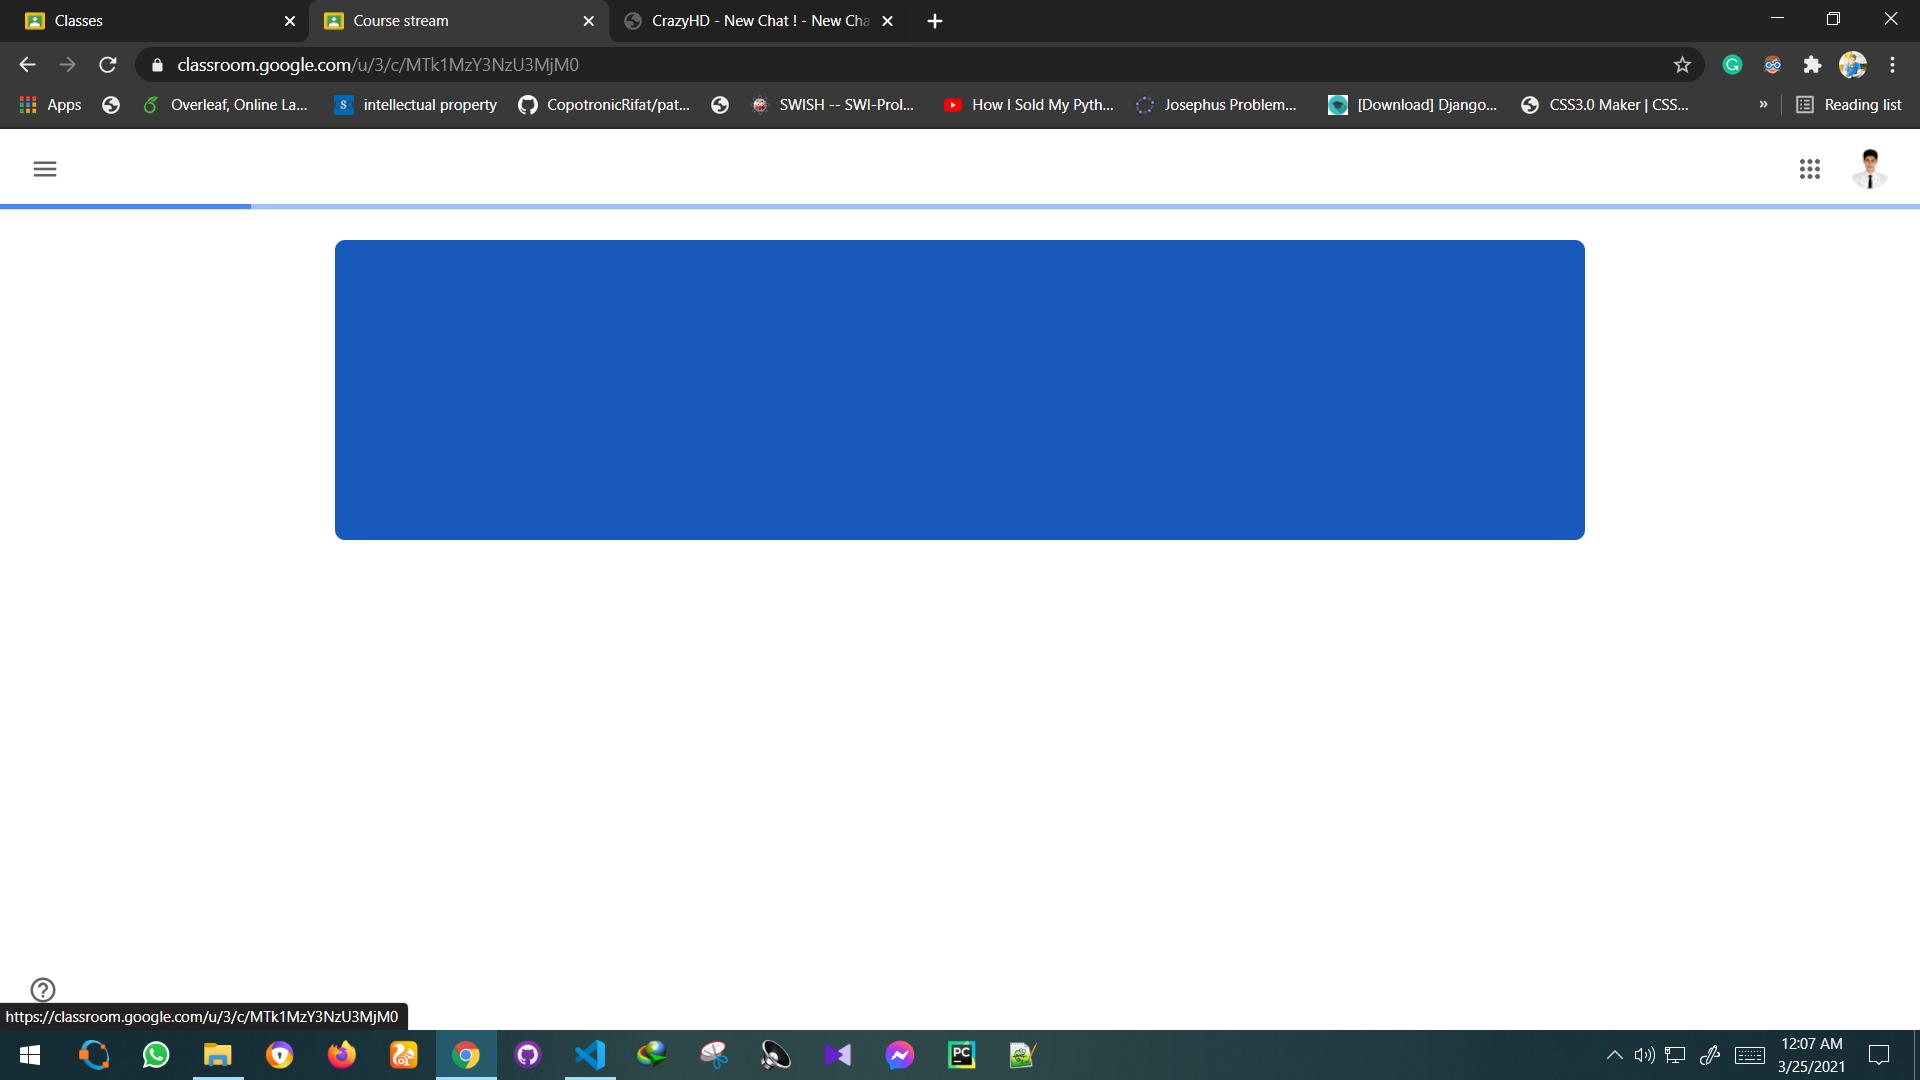 Classes
Course stream
CrazyHD - New Chat ! - New Cha
classroom.google.com/u/3/c/MTk1MzY3NzU3MjM0
Apps
Overleaf, Online La...
S
intellectual property
CopotronicRifat/pat...
SWISH -- SWI-Prol...
How I Sold My Pyth...
Josephus Problem...
[Download] Django...
CSS3.0 Maker | CSS...
»
Reading list
https://classroom.google.com/u/3/c/MTk1MzY3NzU3MjM0
PC
12:07 AM
3/25/2021